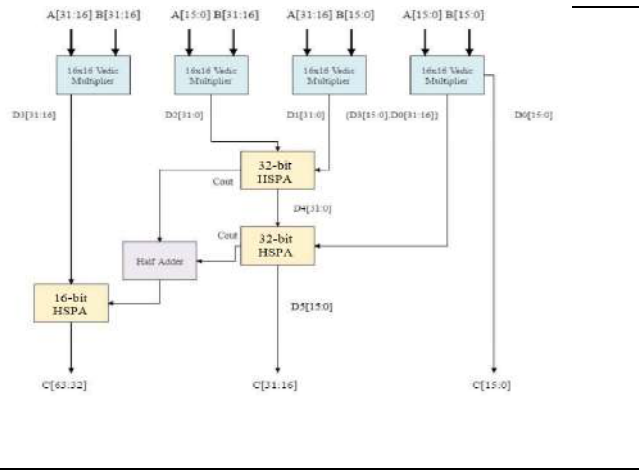 A[31:16] B[31:16] A[15:0] B[31:16] A[31:16] B[15:0] A[15:0] B[15:0]
16x16 Vedic Multiplier
16x16 Vedic Multiplier
16x16 Vedic Multiplier
16x16 Vedic Multiplier
D3[31:16] D2[31:0] D1[31:0] {D3[15:0],D0[31:16]} D0[15:0]
32-bit
HSPA
Cout
D4[31:0]
Cout
32-bit
HSPA
Half Adder
16-bit
HSPA
D5[15:0]
C[63:32] C[31:16] C[15:0]